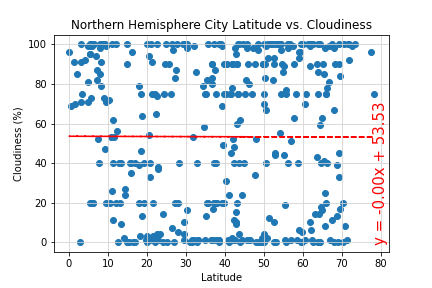 Northern Hemisphere City Latitude vs. Cloudiness
100
80
60
40
20
0
Cloudiness (%)
0 10 20 30 40 50 60 70 80
Latitude
y = -0.00x + 53.53